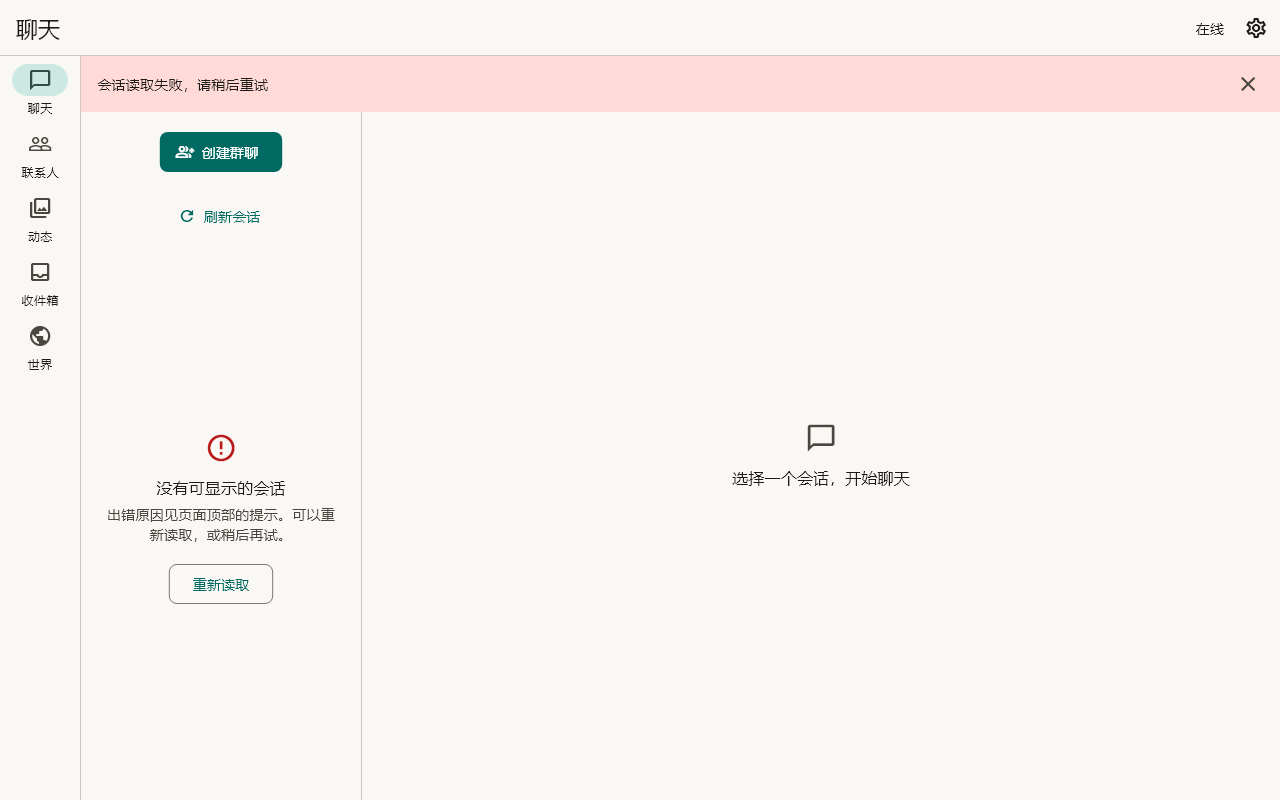 聊天
在线
聊天
联系人
动态
收件箱
世界
会话读取失败，请稍后重试
创建群聊
刷新会话
没有可显示的会话
出错原因见页面顶部的提示。可以重
新读取，或稍后再试。
重新读取
选择一个会话，开始聊天